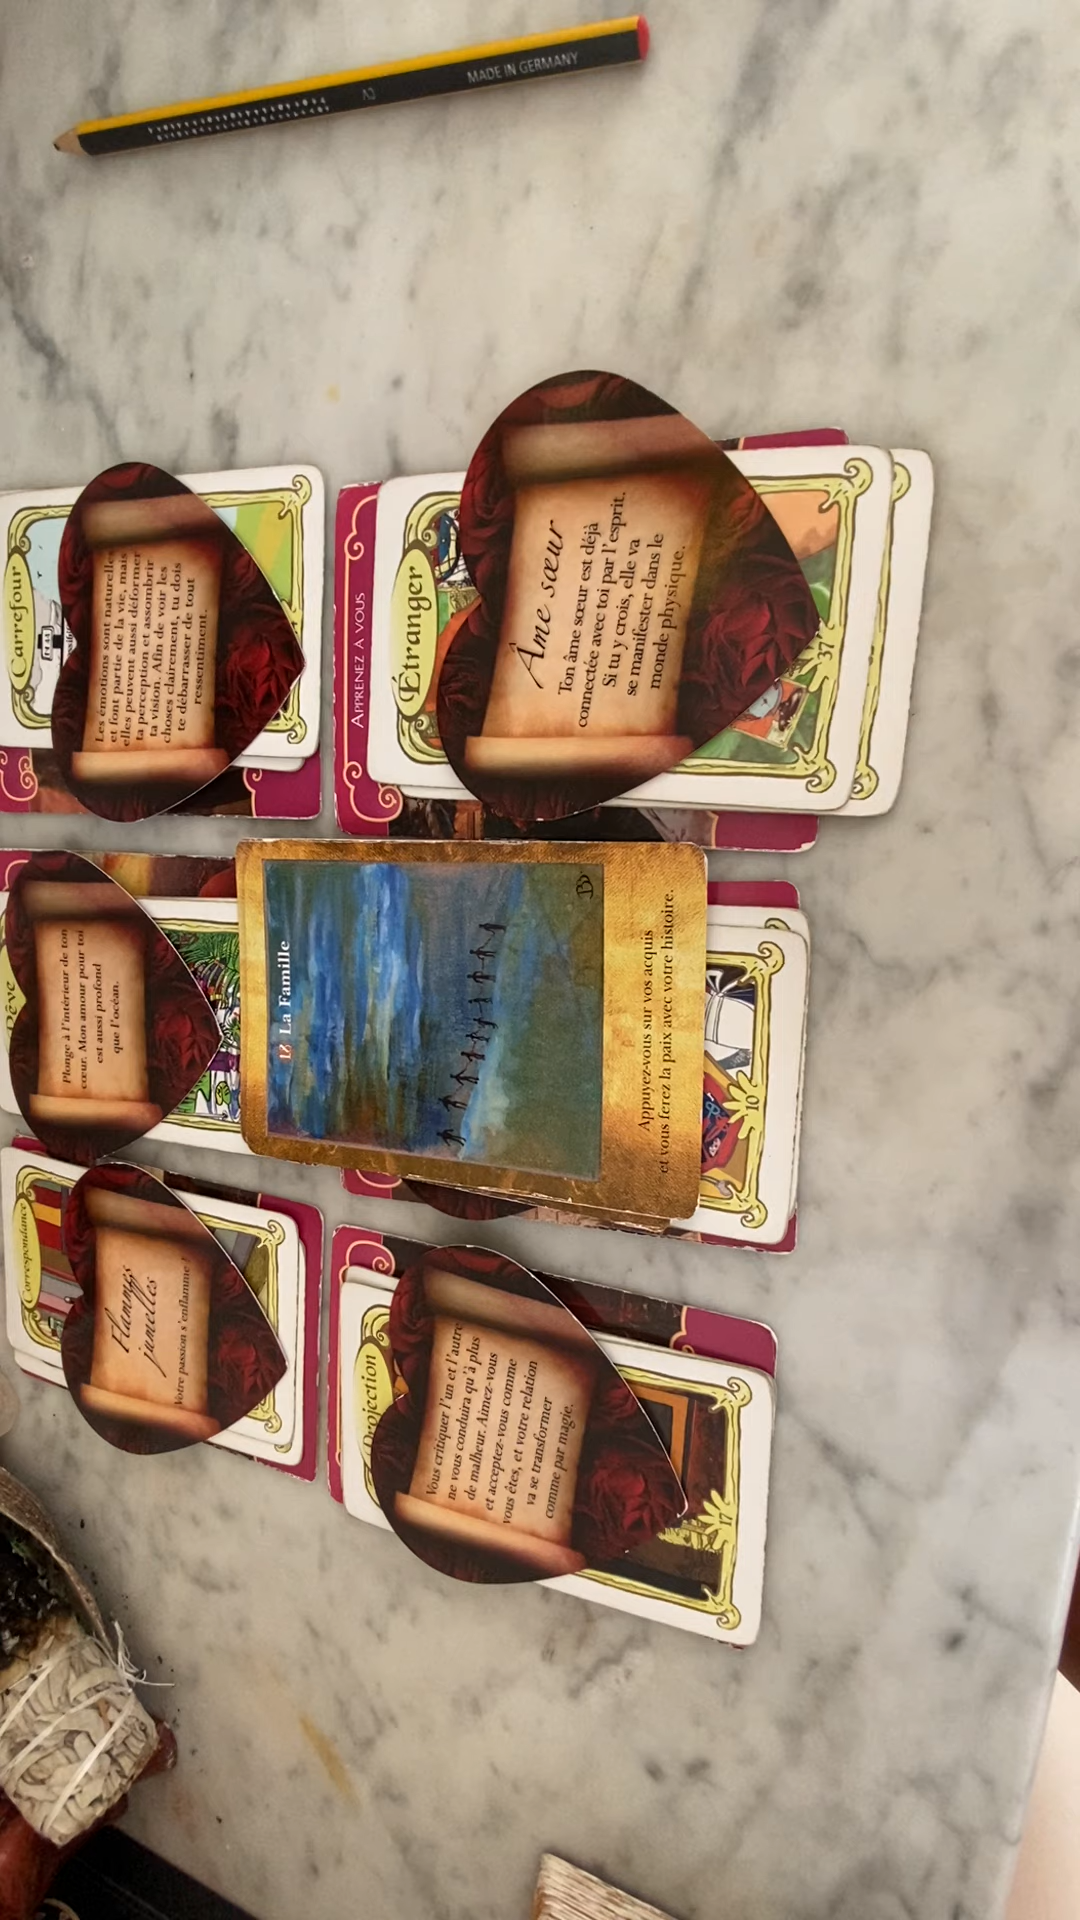 MADE IN GERMANY
Carrefour
Les émotions sont naturelles
et font partie de la vie, mais
elles peuvent aussi déformer
ta perception et assombrir
ta vision. Afin de voir les
choses clairement, tu dois
te débarrasser de tout
ressentiment.
APPRENEZ À VOUS
Étranger
Âme sœur
Ton âme sœur est déjà
connectée avec toi par l'esprit.
Si tu y crois, elle va
se manifester dans le
monde physique.
37
Plonge à l'intérieur de ton
cœur. Mon amour pour toi
est aussi profond
que l'océan.
La Famille
B
Appuyez-vous sur vos acquis
et vous ferez la paix avec votre histoire.
10
Correspondance
Flammes
jumelles
Votre passion s'enflamme !
Projection
Vous critiquer l'un et l'autre
ne vous conduira qu'à plus
de malheur. Aimez-vous
et acceptez-vous comme
vous êtes, et votre relation
va se transformer
comme par magie.
17